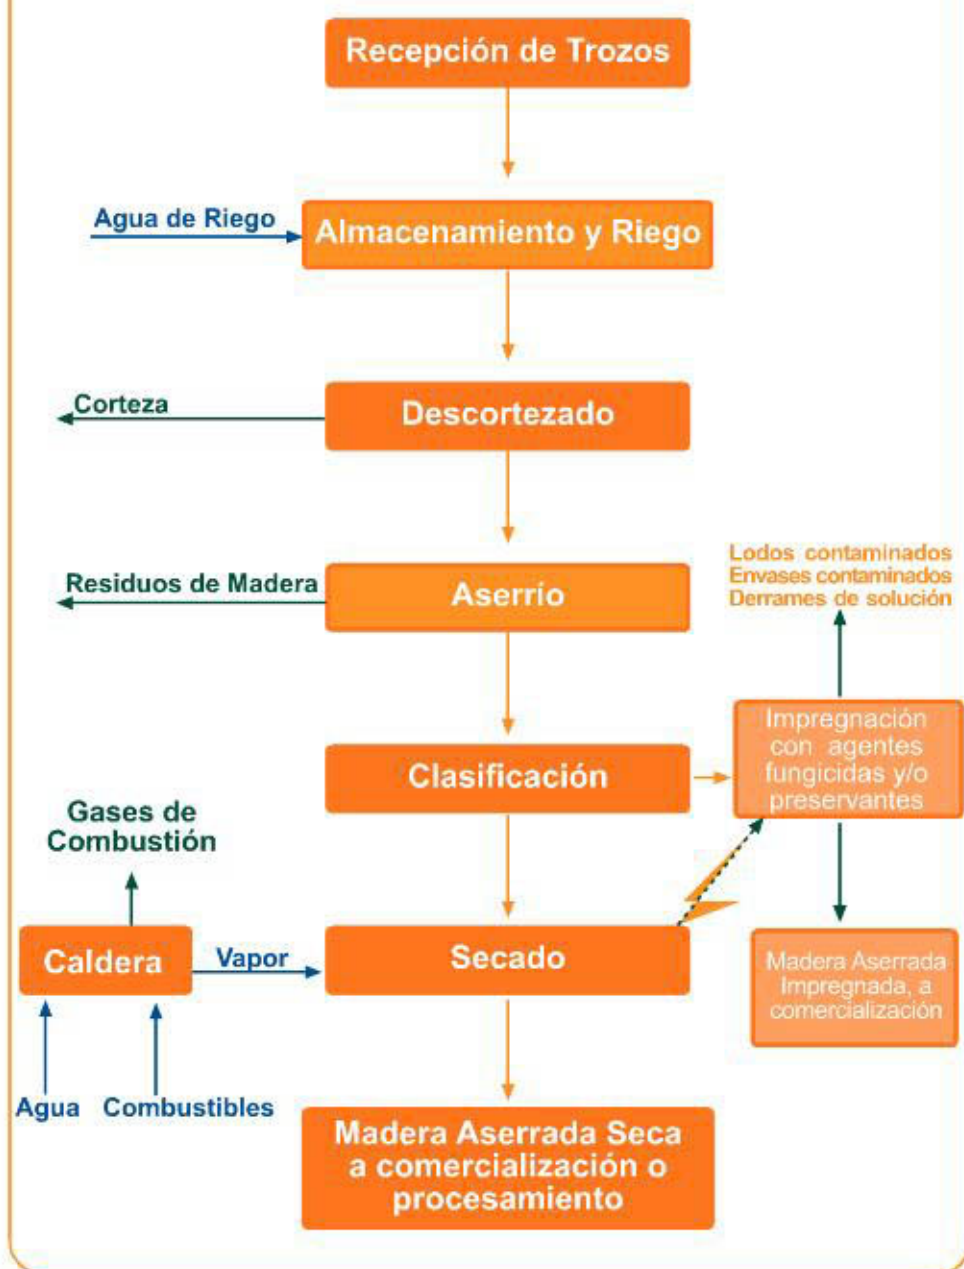 Recepción de Trozos
Agua de Riego
Almacenamiento y Riego
Corteza
Descortezado
Residuos de Madera
Aserrío
Lodos contaminados
Envases contaminados
Derrames de solución
Clasificación
Impregnación
con agentes
fungicidas y/o
preservantes
Gases de
Combustión
Caldera
Vapor
Secado
Madera Aserrada
Impregnada, a
comercialización
Agua
Combustibles
Madera Aserrada Seca
a comercialización o
procesamiento